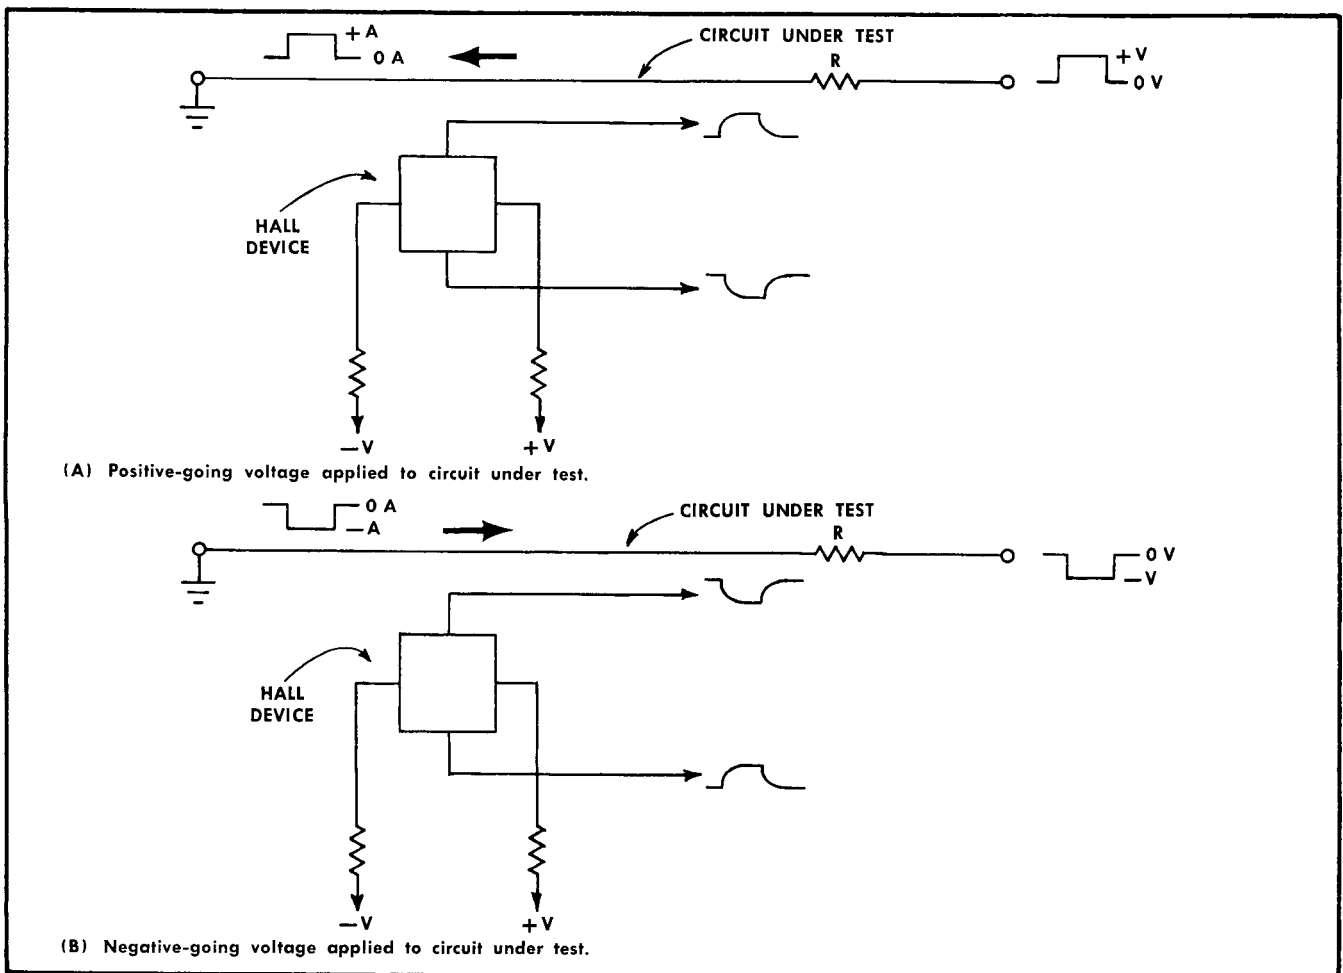 + A
0 A
CIRCUIT UNDER TEST
R
+ V
0 V
HALL
DEVICE
— V
+ V
(A) Positive-going voltage applied to circuit under test.
0 A
— A
CIRCUIT UNDER TEST
R
0 V
— V
HALL
DEVICE
— V
+ V
(B) Negative-going voltage applied to circuit under test.